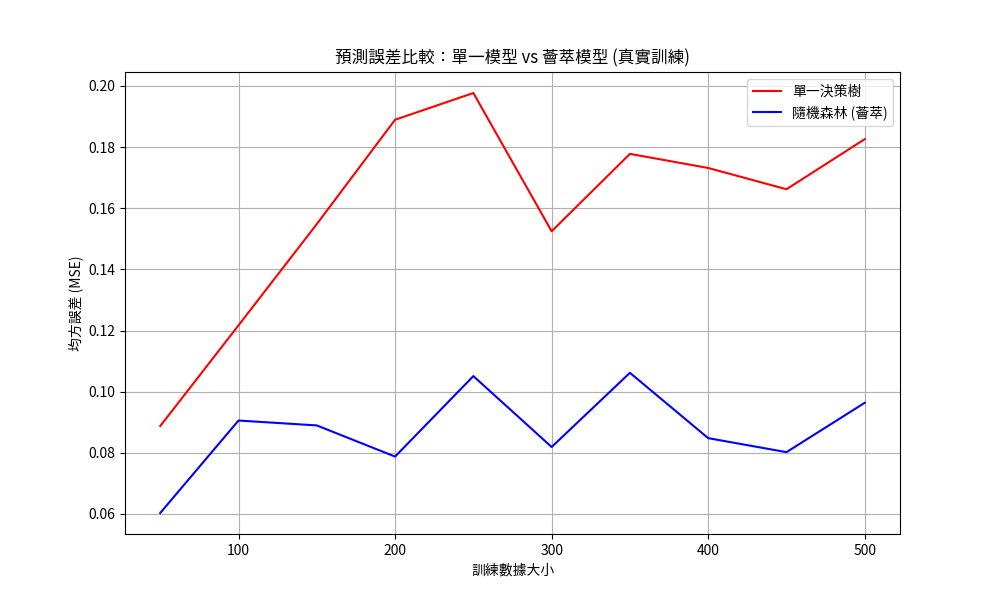 預測誤差比較：單一模型 vs 薈萃模型 (真實訓練)
單一決策樹
隨機森林 (薈萃)
均方誤差 (MSE)
0.20
0.18
0.16
0.14
0.12
0.10
0.08
0.06
100 200 300 400 500
訓練數據大小